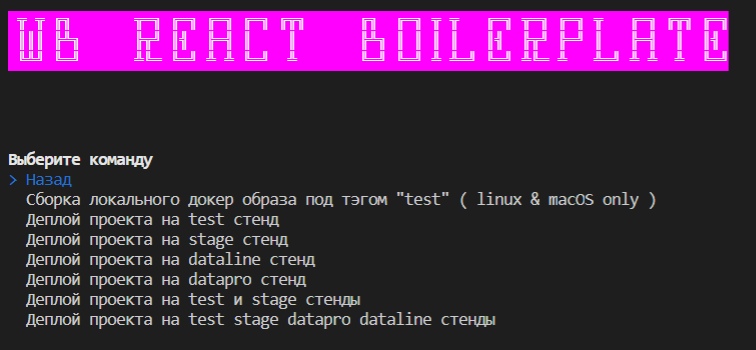 WB REACT BOILERPLATE
Выберите команду
> Назад
Сборка локального докер образа под тэгом "test" ( linux & macOS only )
Деплой проекта на test стенд
Деплой проекта на stage стенд
Деплой проекта на dataline стенд
Деплой проекта на datapro стенд
Деплой проекта на test и stage стенды
Деплой проекта на test stage datapro dataline стенды